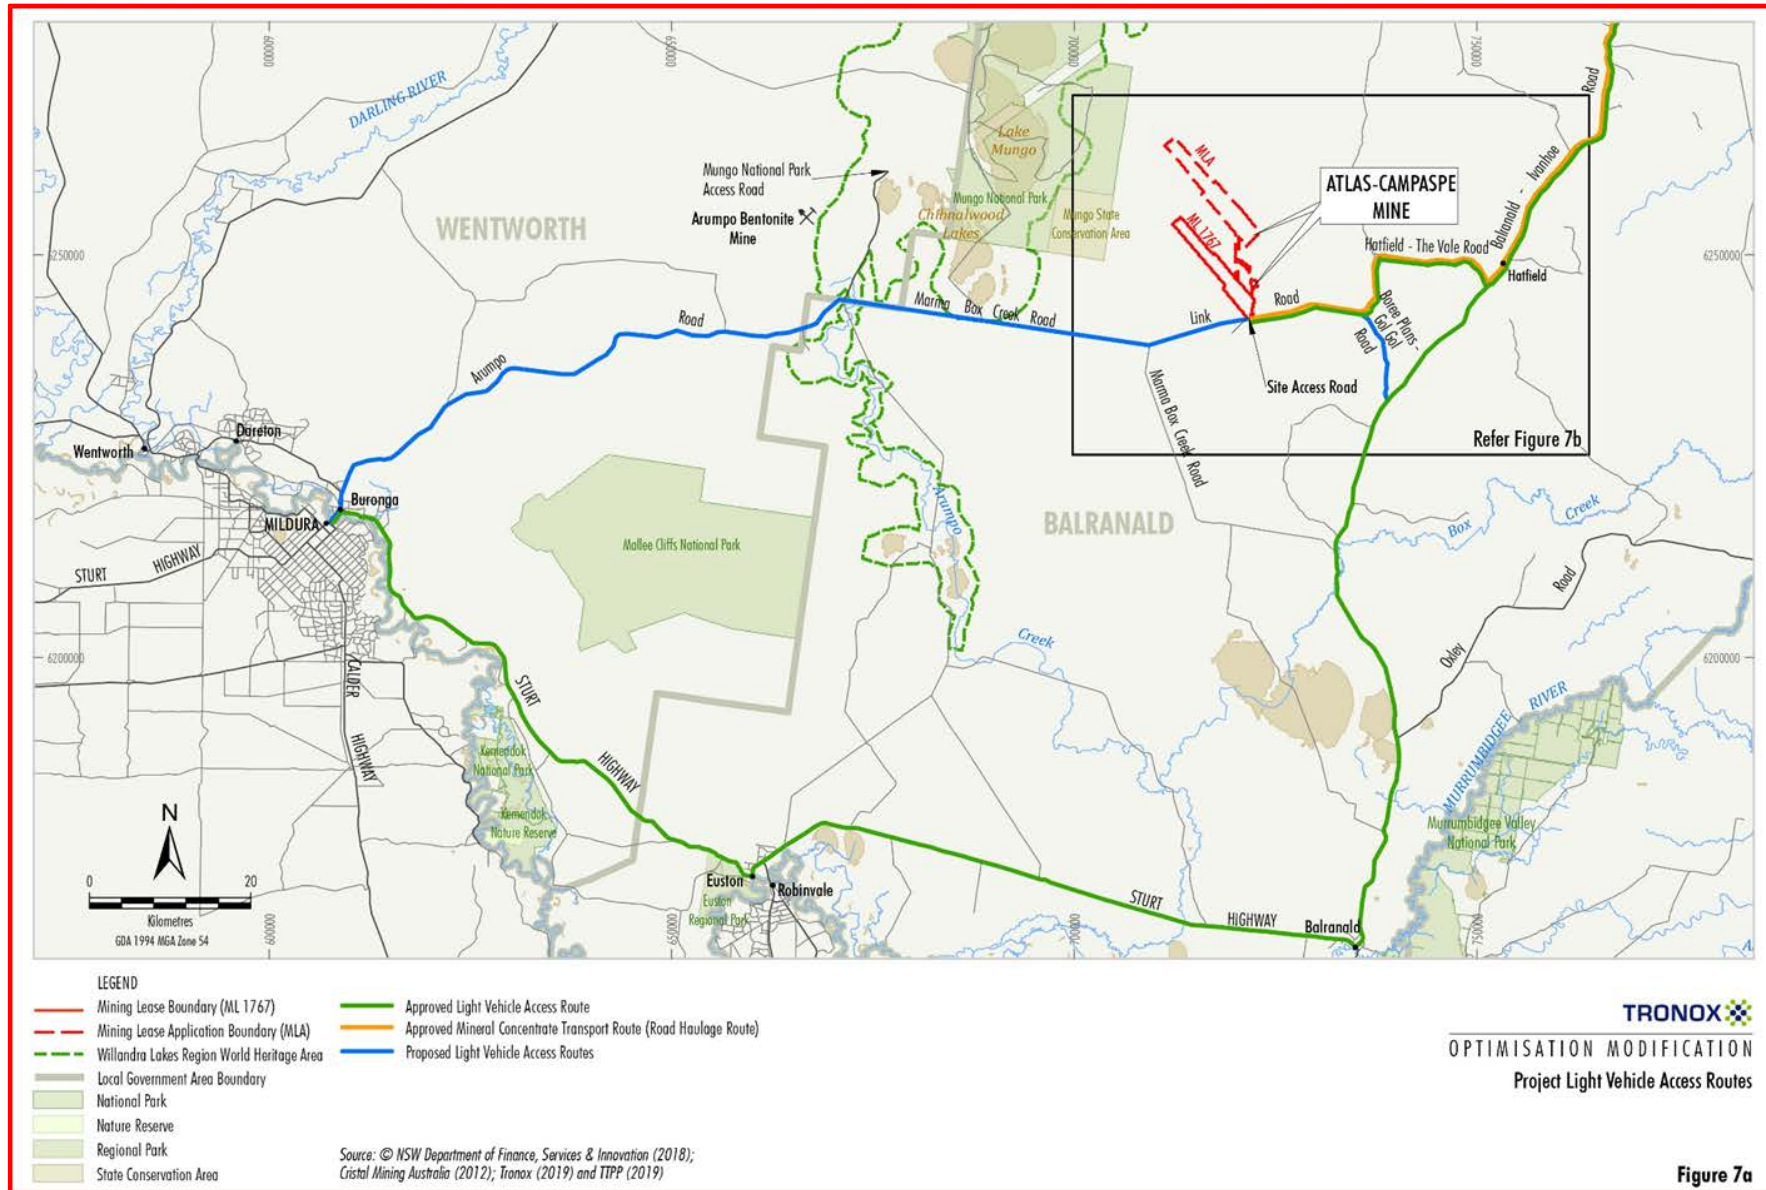 600000
650000
700000
750000
DARLING RIVER
Road
Lake
Mungo
MLA
Mungo National Park
Access Road
ATLAS-CAMPASPE
MINE
Ivanhoe
Mungo National Park
Arumpo Bentonite
Mine
WENTWORTH
Chibnalwood
Lakes
Mungo State
Conservation Area
ML 1767
Balranald -
Hatfield - The Vale Road
6250000
6250000
Hatfield
Marma Box Creek Road
Road
Link
Road
Boree Plans -
Gol Gol
Road
Arumpo
Site Access Road
Marma Box Creek Road
Refer Figure 7b
Dareton
Wentworth
Buronga
MILDURA
Arumpo
BALRANALD
Box
Creek
Mallee Cliffs National Park
STURT
HIGHWAY
Road
Creek
Oxley
6200000
6200000
CALDER
STURT
MURRUMBIDGEE RIVER
HIGHWAY
Kemendok
National Park
HIGHWAY
Kemendok
Nature Reserve
Murrumbidgee Valley
National Park
N
Euston
Robinvale
Euston
Regional Park
STURT
HIGHWAY
Balranald
0 20
Kilometres
GDA 1994 MGA Zone 54
600000
650000
700000
750000
A
LEGEND
Mining Lease Boundary (ML 1767)
Mining Lease Application Boundary (MLA)
Willandra Lakes Region World Heritage Area
Local Government Area Boundary
National Park
Nature Reserve
Regional Park
State Conservation Area
Approved Light Vehicle Access Route
Approved Mineral Concentrate Transport Route (Road Haulage Route)
Proposed Light Vehicle Access Routes
Source: © NSW Department of Finance, Services & Innovation (2018);
Cristal Mining Australia (2012); Tronox (2019) and TTPP (2019)
TRONOX
OPTIMISATION MODIFICATION
Project Light Vehicle Access Routes
Figure 7a